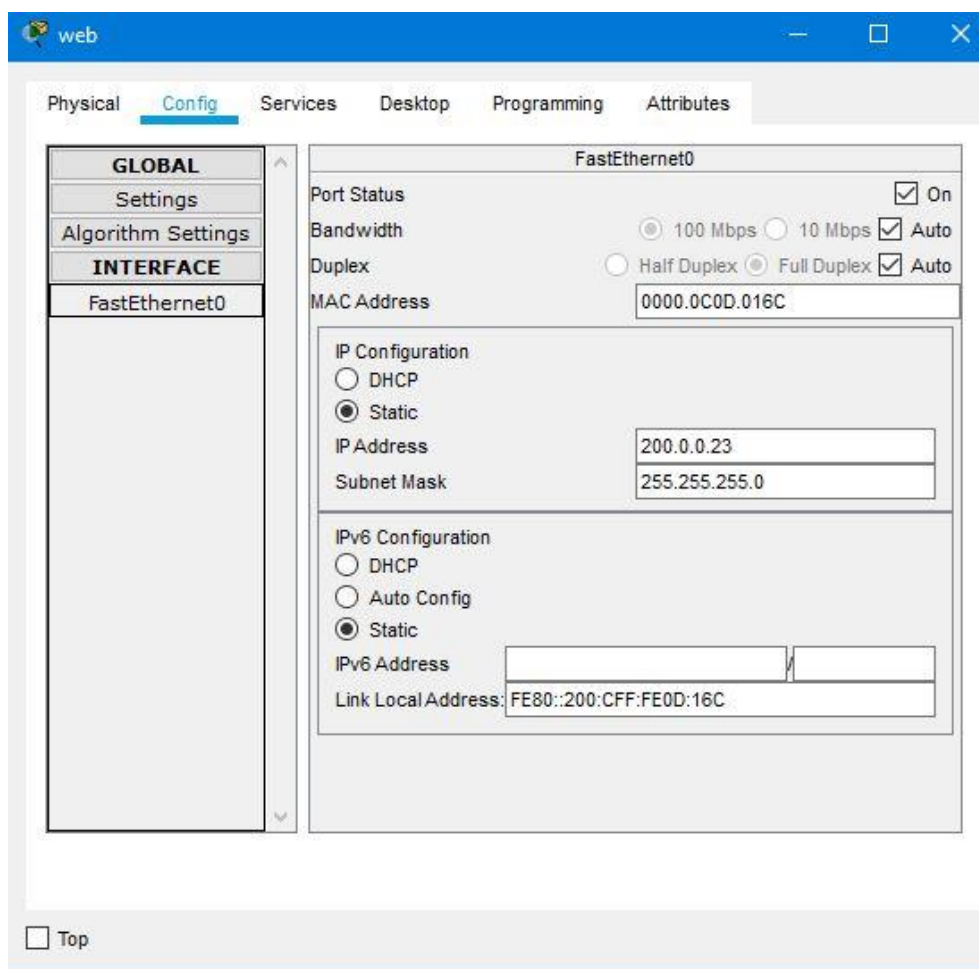 web
Physical Config Services Desktop Programming Attributes
GLOBAL
Settings
Algorithm Settings
INTERFACE
FastEthernet0
FastEthernet0
Port Status On
Bandwidth 100 Mbps 10 Mbps Auto
Duplex Half Duplex Full Duplex Auto
MAC Address 0000.0C0D.016C
IP Configuration
DHCP
Static
IP Address 200.0.0.23
Subnet Mask 255.255.255.0
IPv6 Configuration
DHCP
Auto Config
Static
IPv6 Address /
Link Local Address: FE80::200:CFF:FE0D:16C
Top